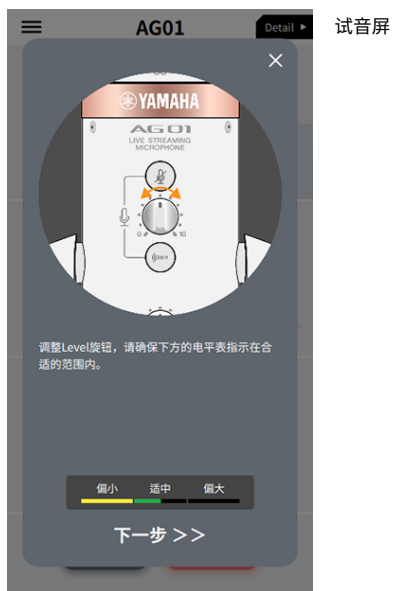 AG01
Detail ▶
试音屏
YAMAHA
AG01
LIVE STREAMING
MICROPHONE
0
10
调整Level旋钮，请确保下方的电平表指示在合
适的范围内。
偏小 适中 偏大
下一步 >>